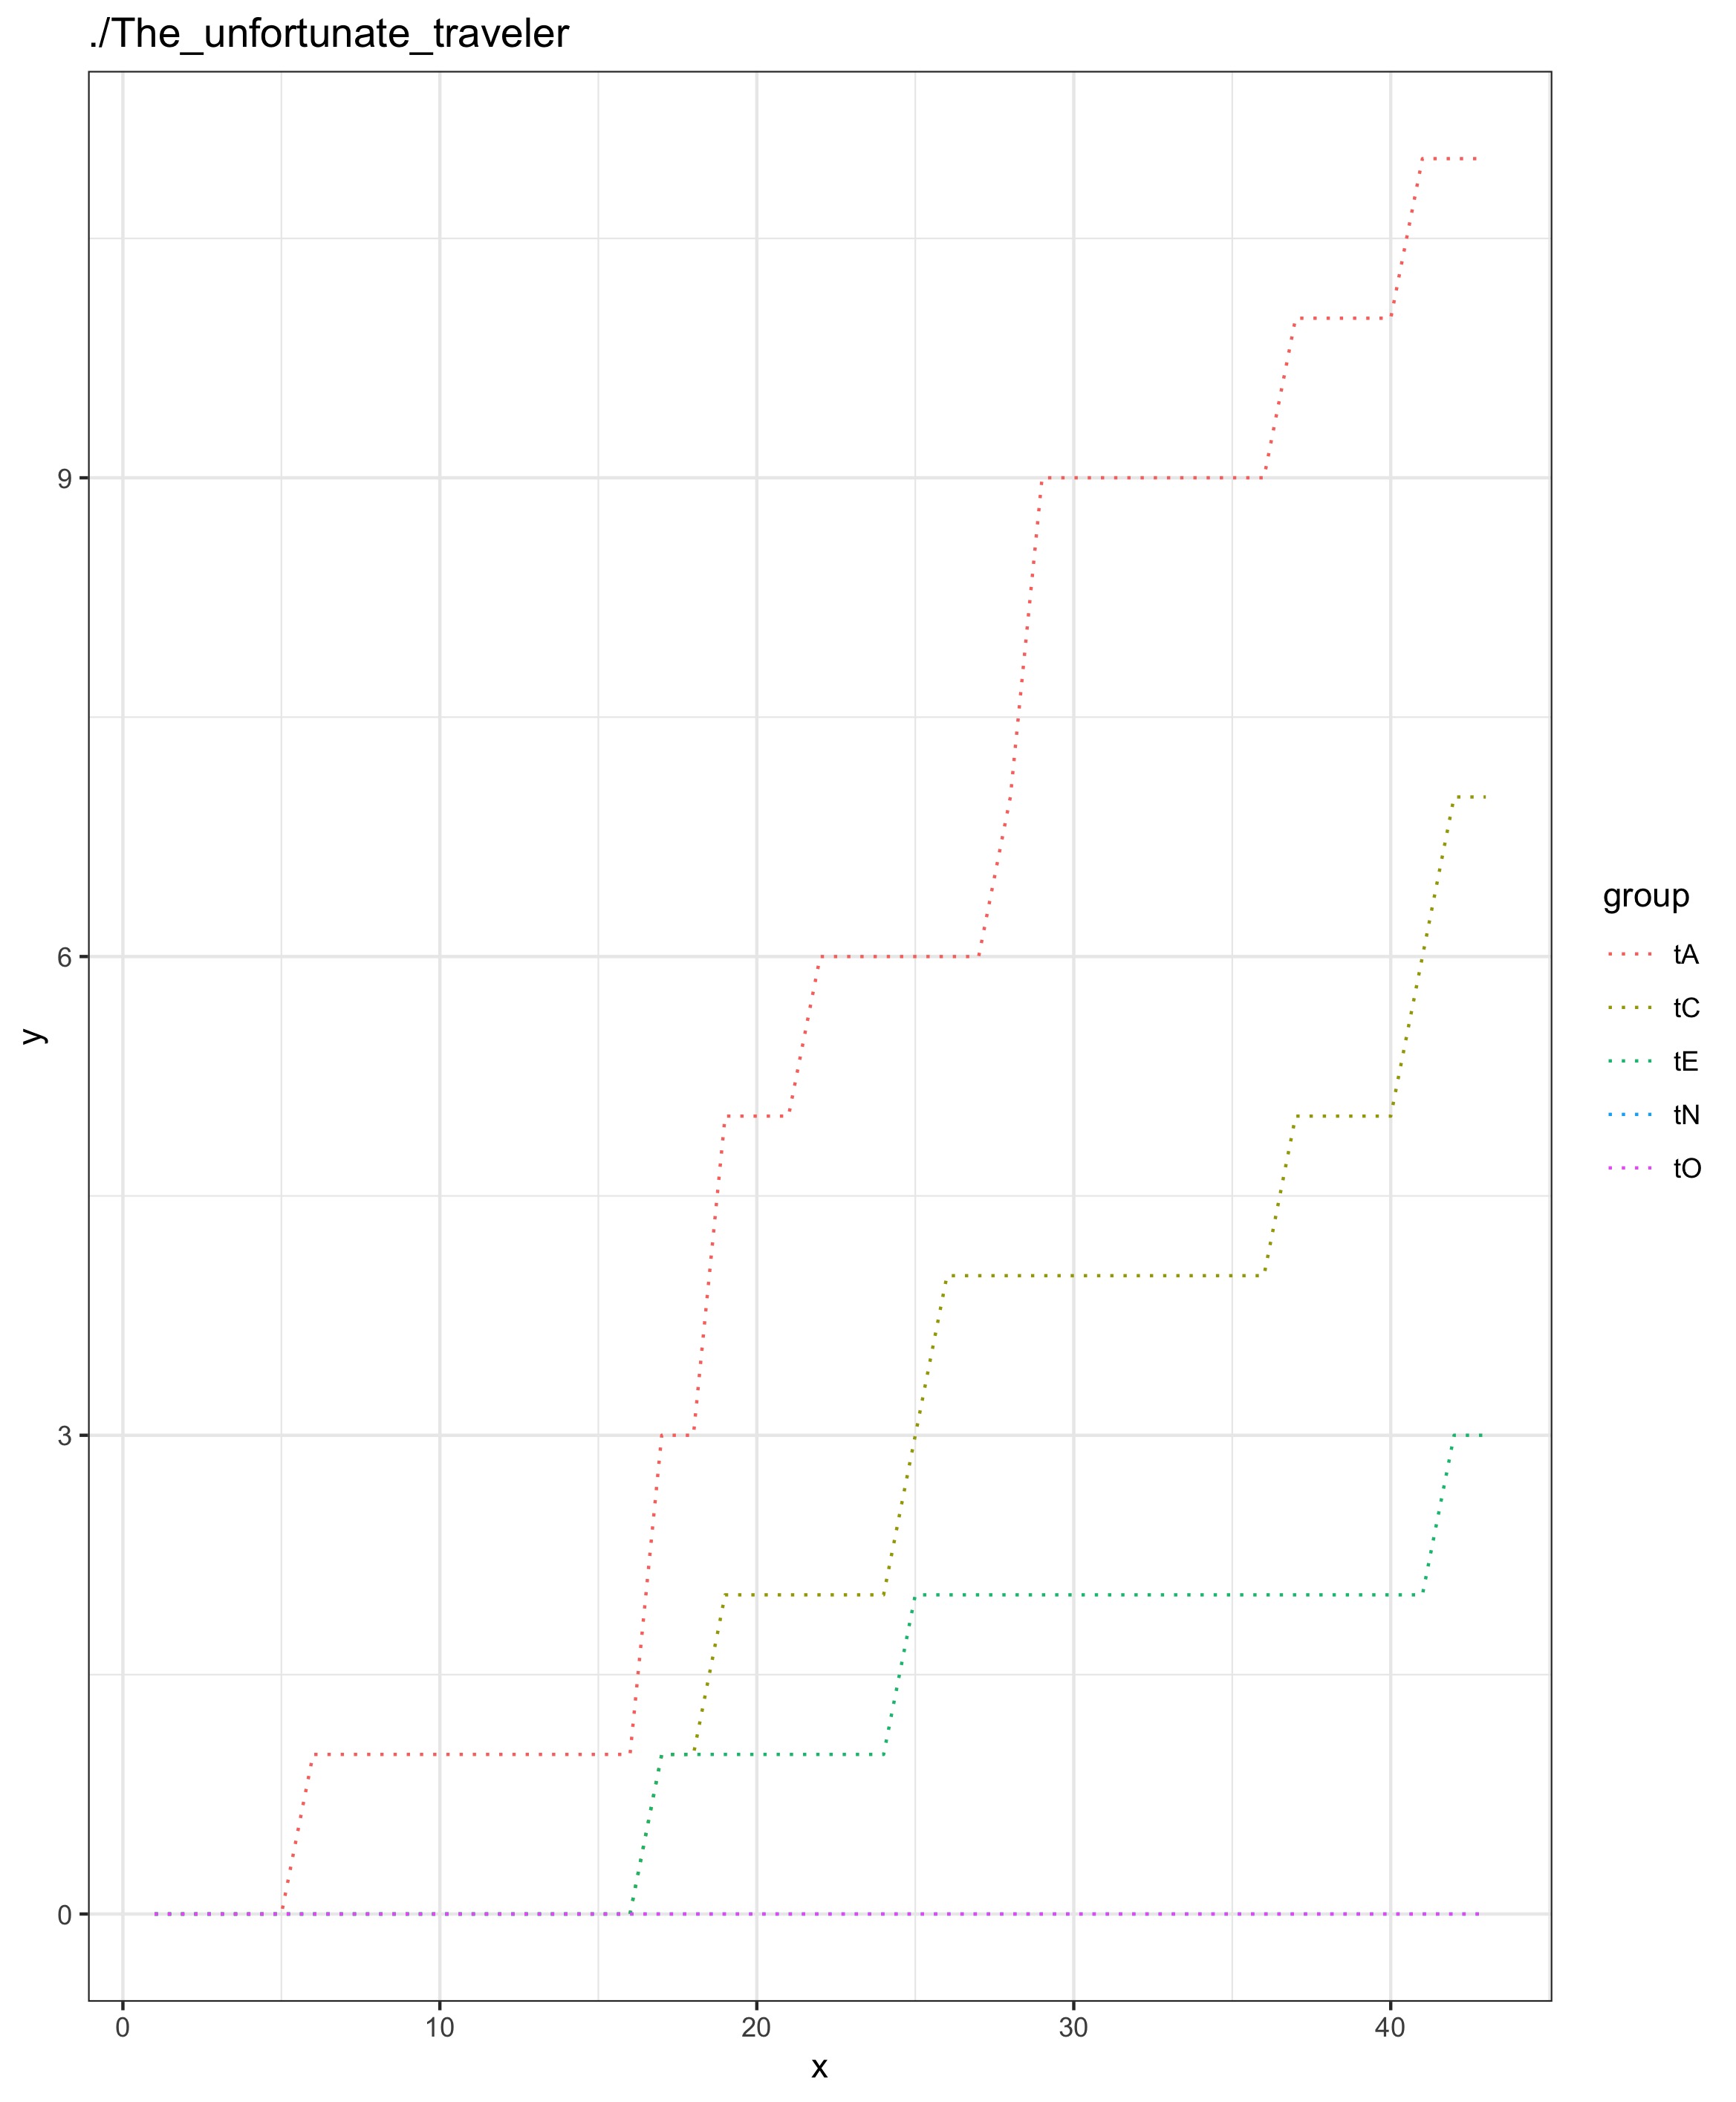 ./The_unfortunate_traveler
9
6
3
0
y
0 10 20 30 40
x
group
tA
tC
tE
tN
tO